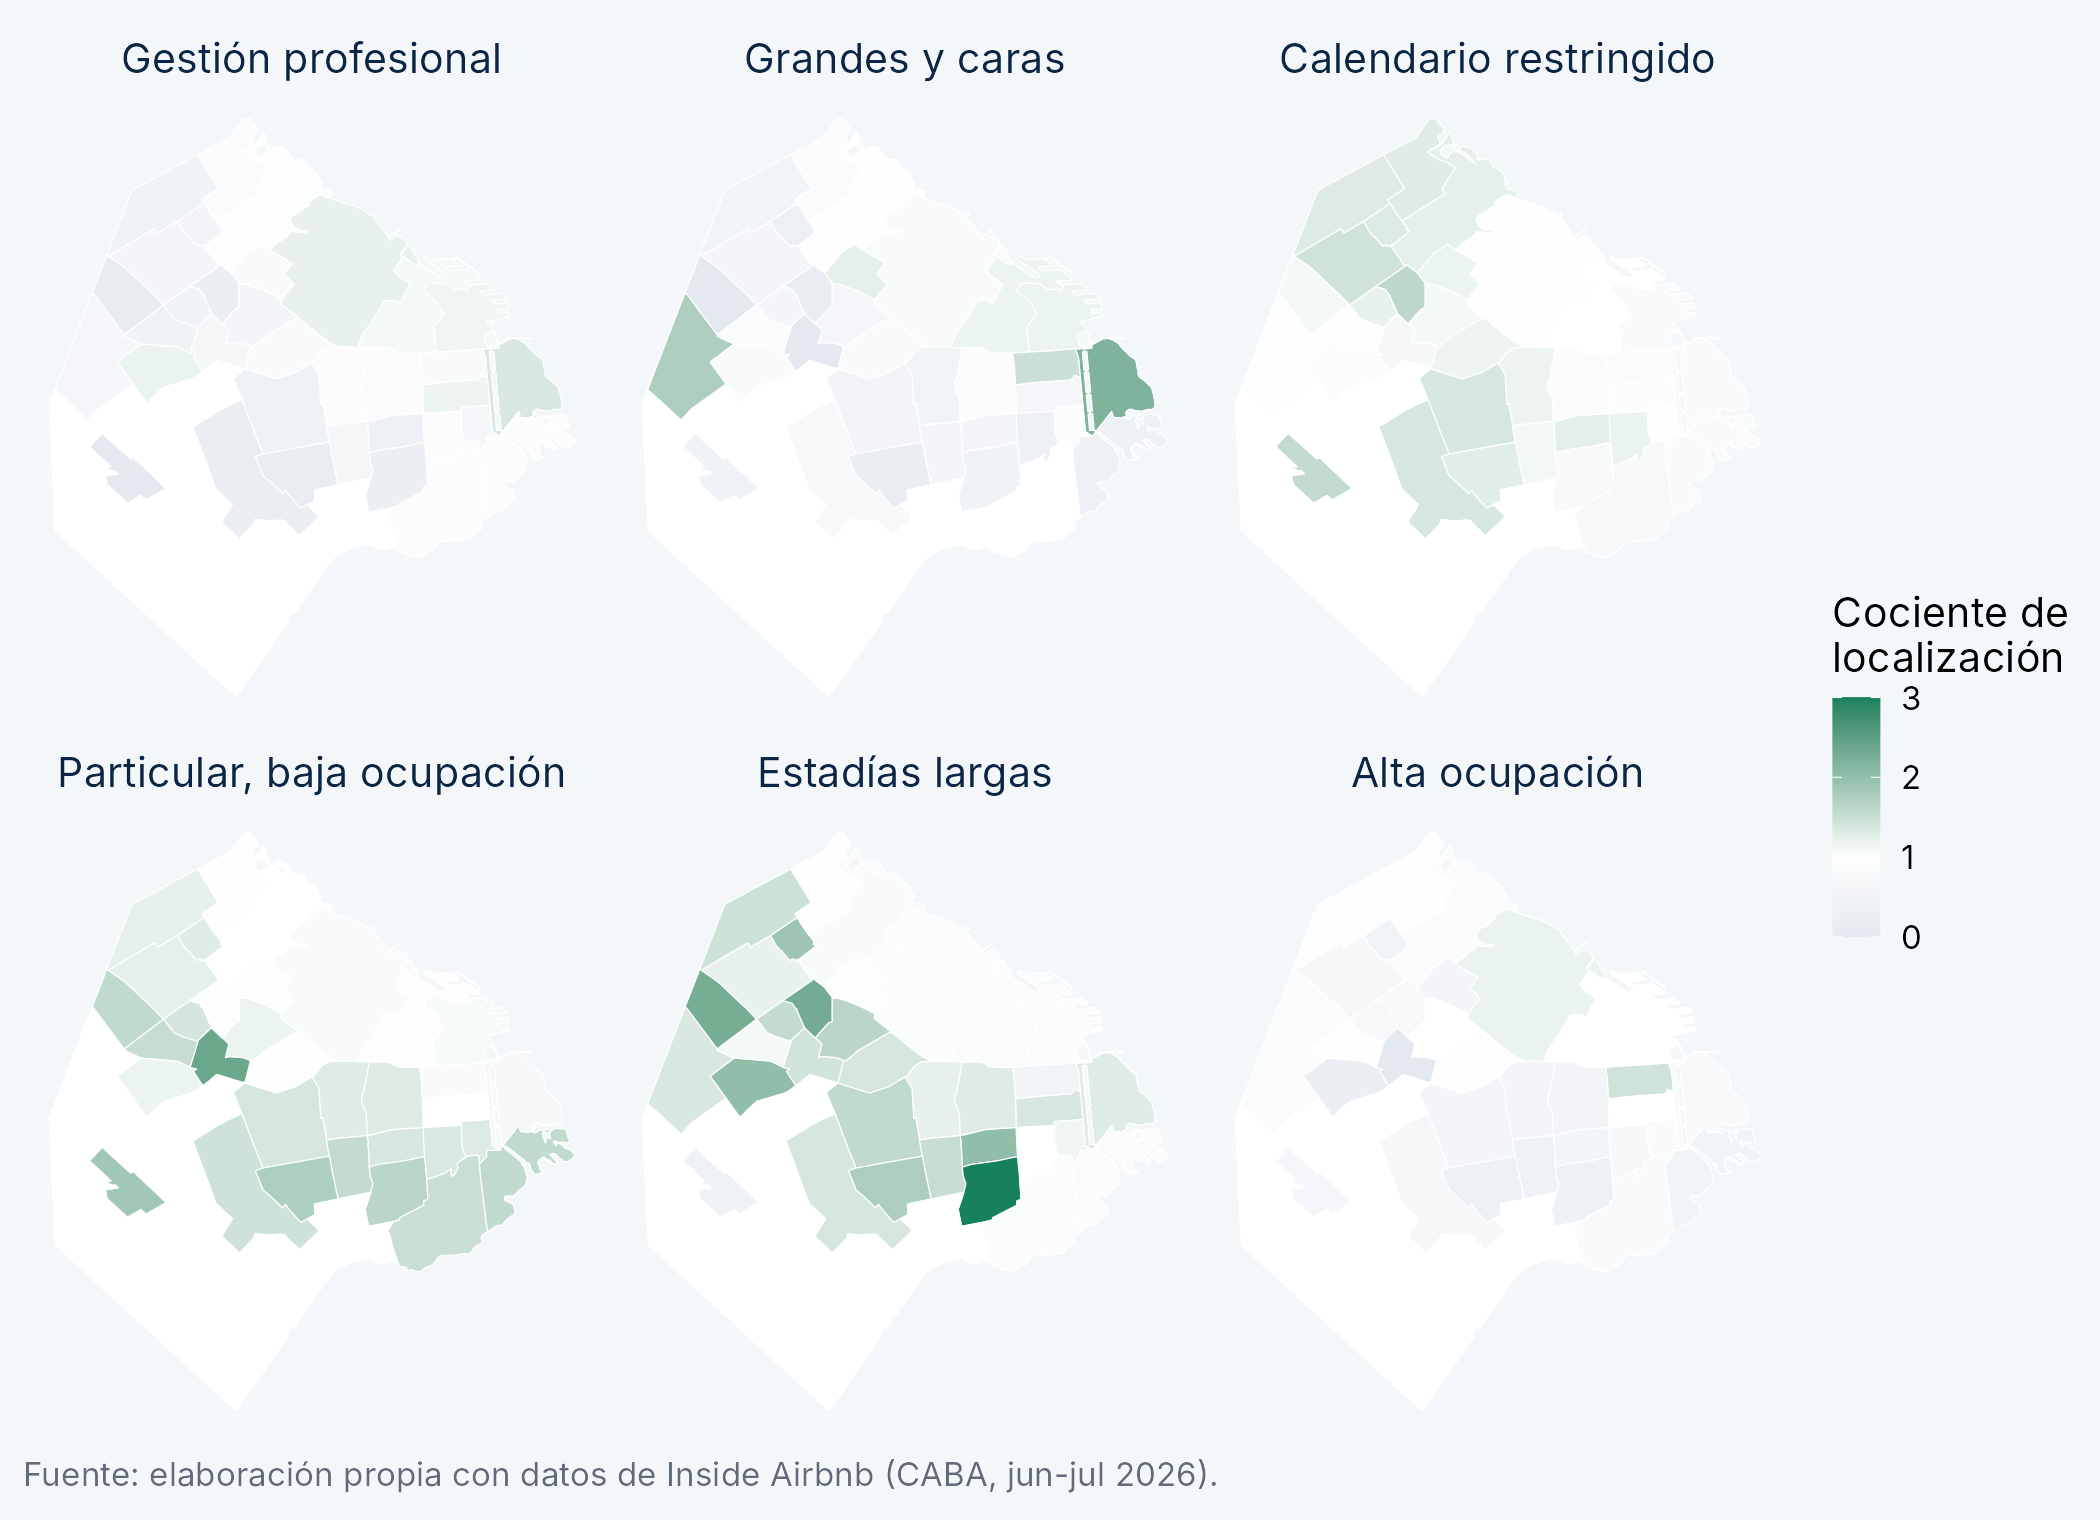 Gestión profesional
Grandes y caras
Calendario restringido
Cociente de
localización
3
2
1
0
Particular, baja ocupación
Estadías largas
Alta ocupación
Fuente: elaboración propia con datos de Inside Airbnb (CABA, jun-jul 2026).